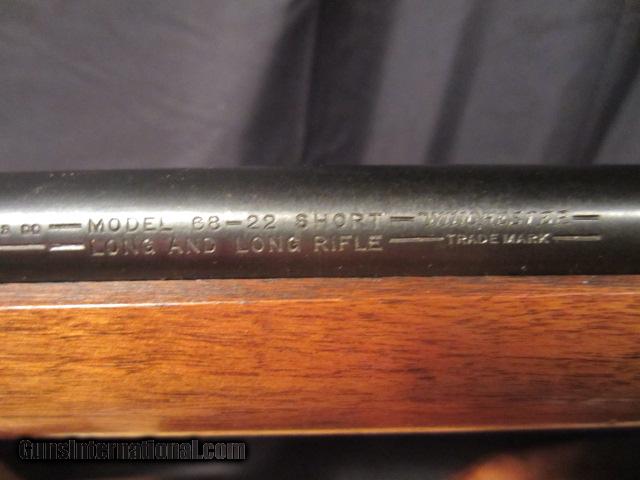 — MODEL 68-22 SHORT — WINCHESTER —
— LONG AND LONG RIFLE — TRADE MARK —
GunsInternational.com